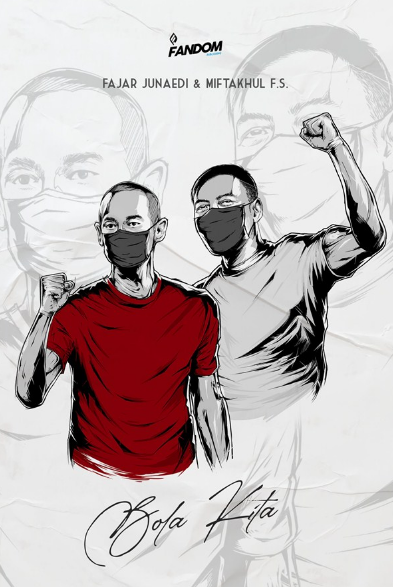 FANDOM
FAJAR JUNAEDI & MIFTAKHUL F.S.
Bola Kita